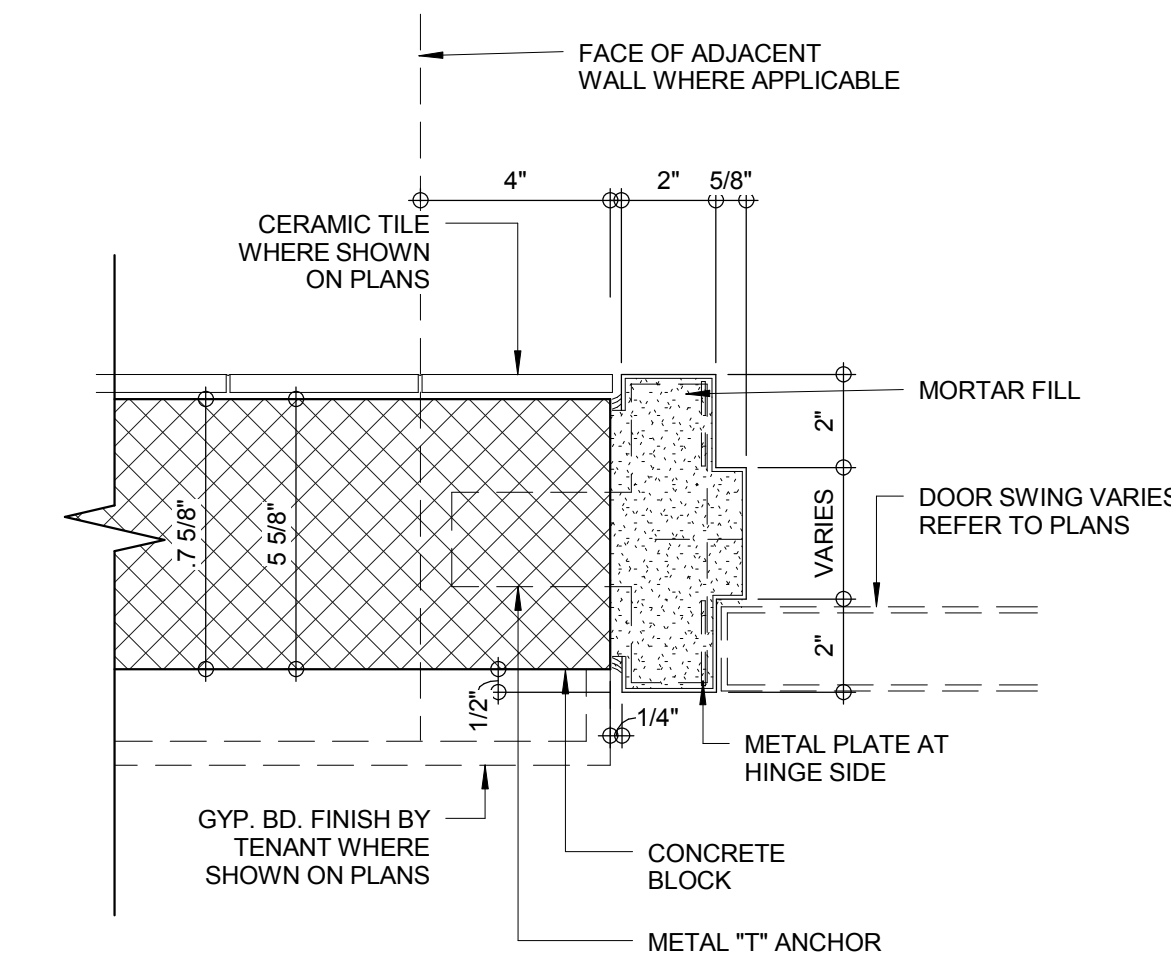 FACE OF ADJACENT
WALL WHERE APPLICABLE
4"
2"
5/8"
CERAMIC TILE
WHERE SHOWN
ON PLANS
MORTAR FILL
2"
DOOR SWING VARIES
REFER TO PLANS
VARIES
.7 5/8"
5 5/8"
2"
1/2"
1/4"
METAL PLATE AT
HINGE SIDE
GYP. BD. FINISH BY
TENANT WHERE
SHOWN ON PLANS
CONCRETE
BLOCK
METAL "T" ANCHOR